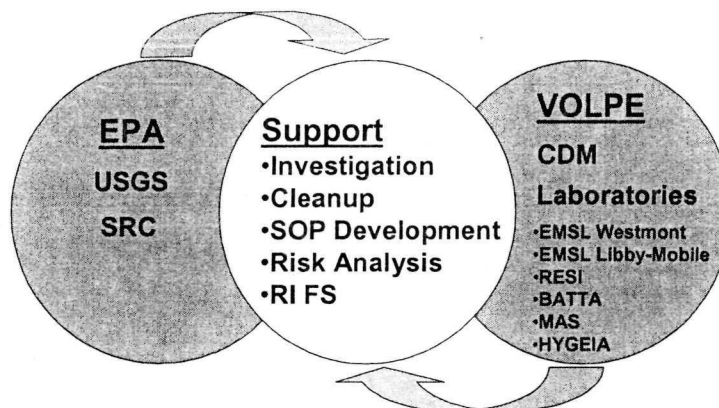 EPA
USGS
SRC
Support
•Investigation
•Cleanup
•SOP Development
•Risk Analysis
•RI FS
VOLPE
CDM
Laboratories
•EMSL Westmont
•EMSL Libby-Mobile
•RESI
•BATTA
•MAS
•HYGEIA